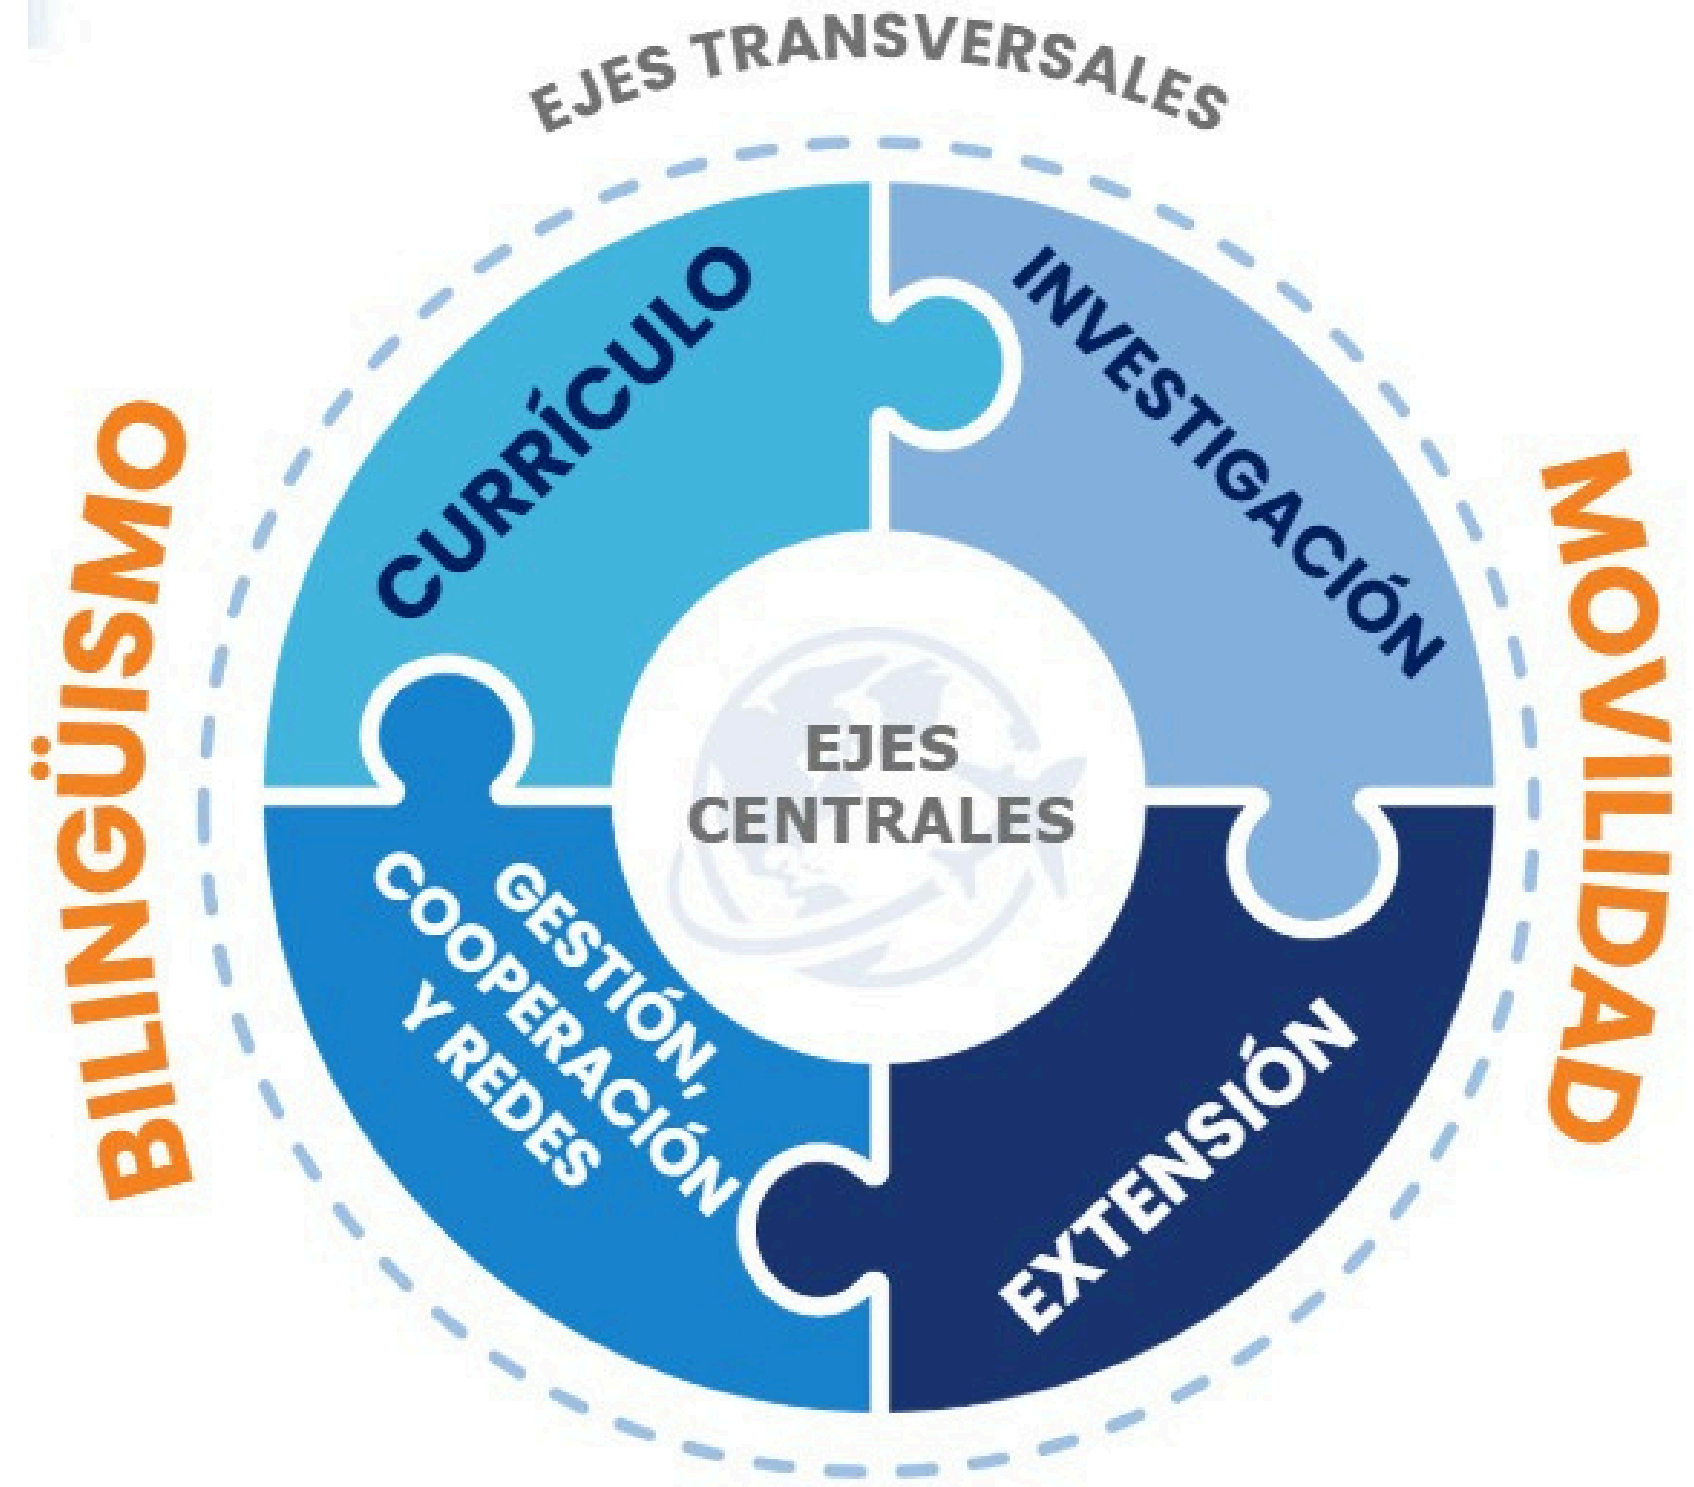 EJES TRANSVERSALES
CURRÍCULO
INVESTIGACIÓN
BILINGÜISMO
MOVILIDAD
EJES
CENTRALES
GESTIÓN,
COOPERACIÓN
Y REDES
EXTENSIÓN